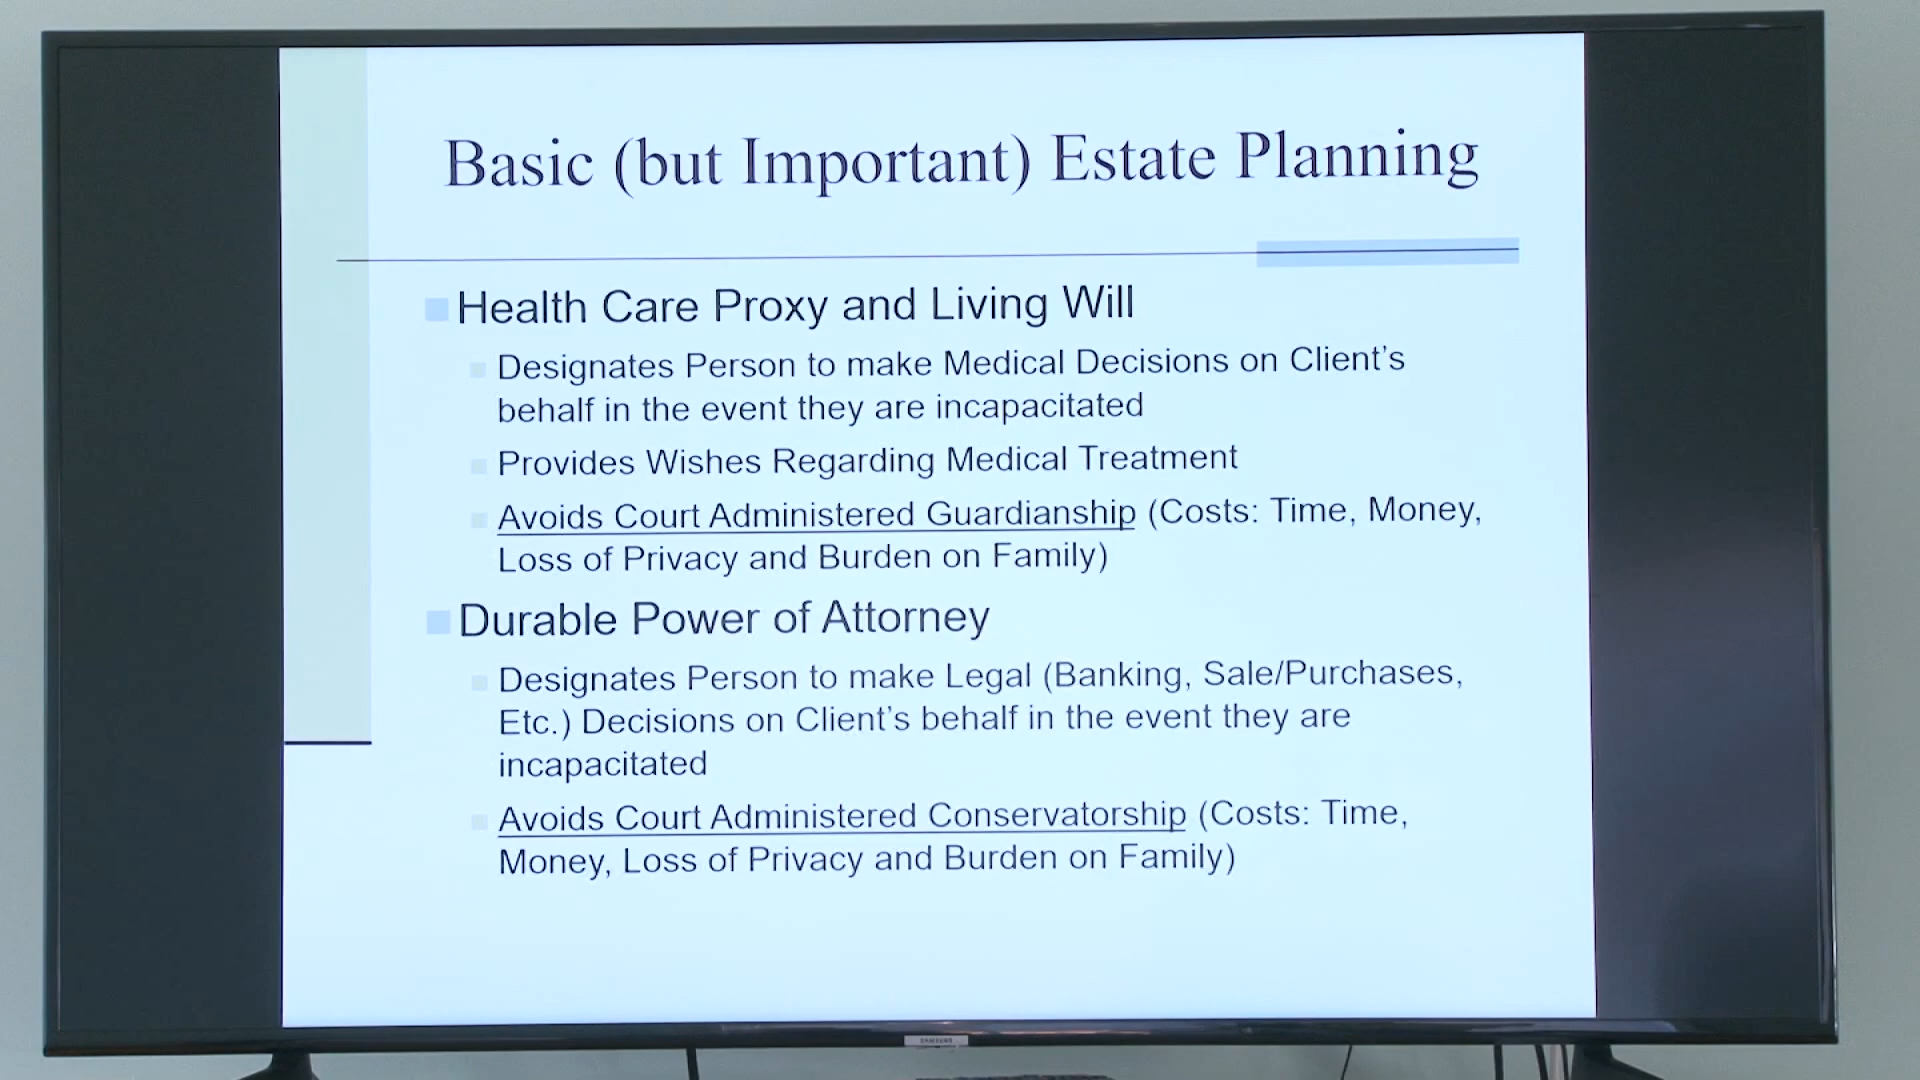 Basic (but Important) Estate Planning
Health Care Proxy and Living Will
Designates Person to make Medical Decisions on Client's
behalf in the event they are incapacitated
Provides Wishes Regarding Medical Treatment
Avoids Court Administered Guardianship (Costs: Time, Money,
Loss of Privacy and Burden on Family)
Durable Power of Attorney
Designates Person to make Legal (Banking, Sale/Purchases,
Etc.) Decisions on Client's behalf in the event they are
incapacitated
Avoids Court Administered Conservatorship (Costs: Time,
Money, Loss of Privacy and Burden on Family)
SAMSUNG